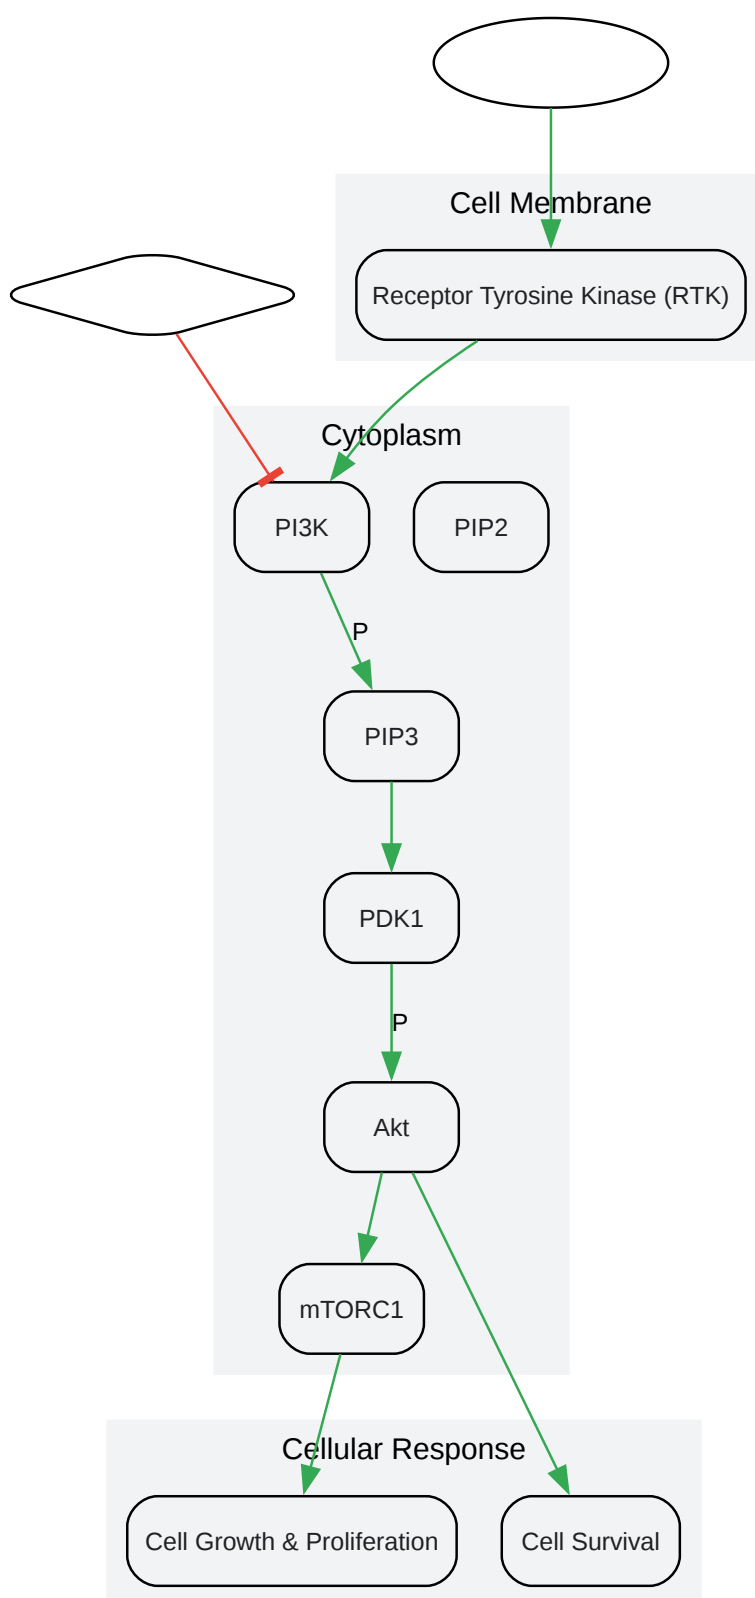 Cell Membrane
Receptor Tyrosine Kinase (RTK)
Cytoplasm
PI3K
PIP2
P
PIP3
PDK1
P
Akt
mTORC1
Cellular Response
Cell Growth & Proliferation
Cell Survival